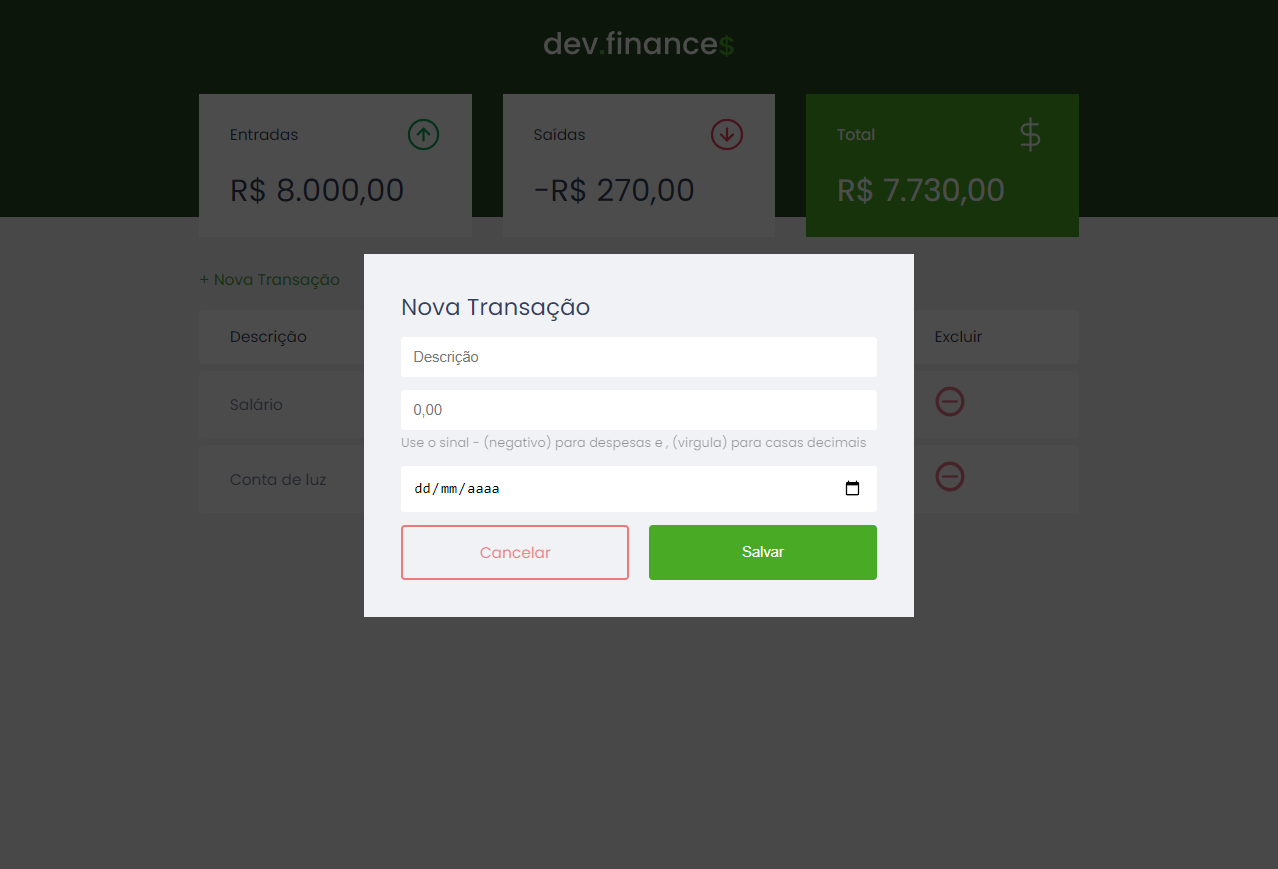 dev.finance$
Entradas
R$ 8.000,00
Saídas
-R$ 270,00
Total
R$ 7.730,00
+ Nova Transação
Descrição
Excluir
Salário
Conta de luz
Nova Transação
Descrição
0,00
Use o sinal - (negativo) para despesas e , (virgula) para casas decimais
dd/mm/aaaa
Cancelar
Salvar